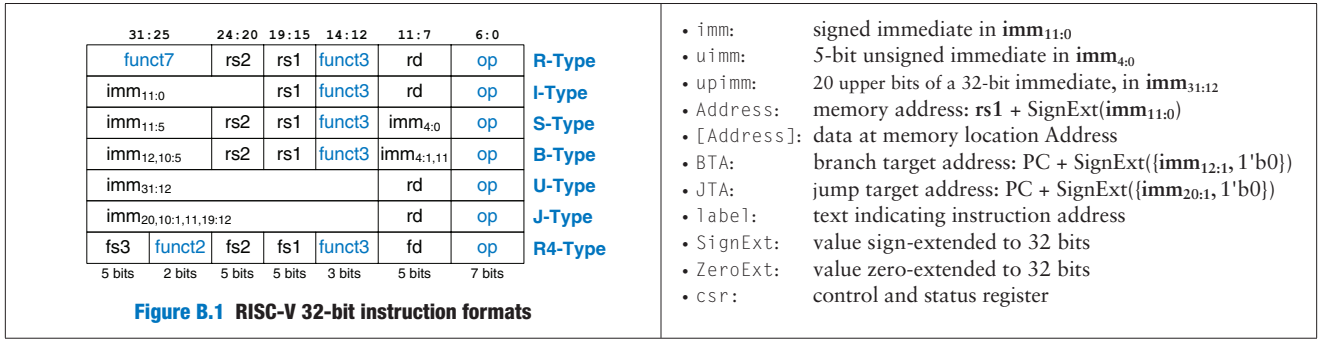 31:25 24:20 19:15 14:12 11:7 6:0
funct7 rs2 rs1 funct3 rd op R-Type
imm11:0 rs1 funct3 rd op I-Type
imm11:5 rs2 rs1 funct3 imm4:0 op S-Type
imm12,10:5 rs2 rs1 funct3 imm4:1,11 op B-Type
imm31:12 rd op U-Type
imm20,10:1,11,19:12 rd op J-Type
fs3 funct2 fs2 fs1 funct3 fd op R4-Type
5 bits 2 bits 5 bits 5 bits 3 bits 5 bits 7 bits
Figure B.1 RISC-V 32-bit instruction formats
• imm: signed immediate in imm11:0
• uimm: 5-bit unsigned immediate in imm4:0
• upimm: 20 upper bits of a 32-bit immediate, in imm31:12
• Address: memory address: rs1 + SignExt(imm11:0)
• [Address]: data at memory location Address
• BTA: branch target address: PC + SignExt({imm12:1, 1'b0})
• JTA: jump target address: PC + SignExt({imm20:1, 1'b0})
• label: text indicating instruction address
• SignExt: value sign-extended to 32 bits
• ZeroExt: value zero-extended to 32 bits
• csr: control and status register